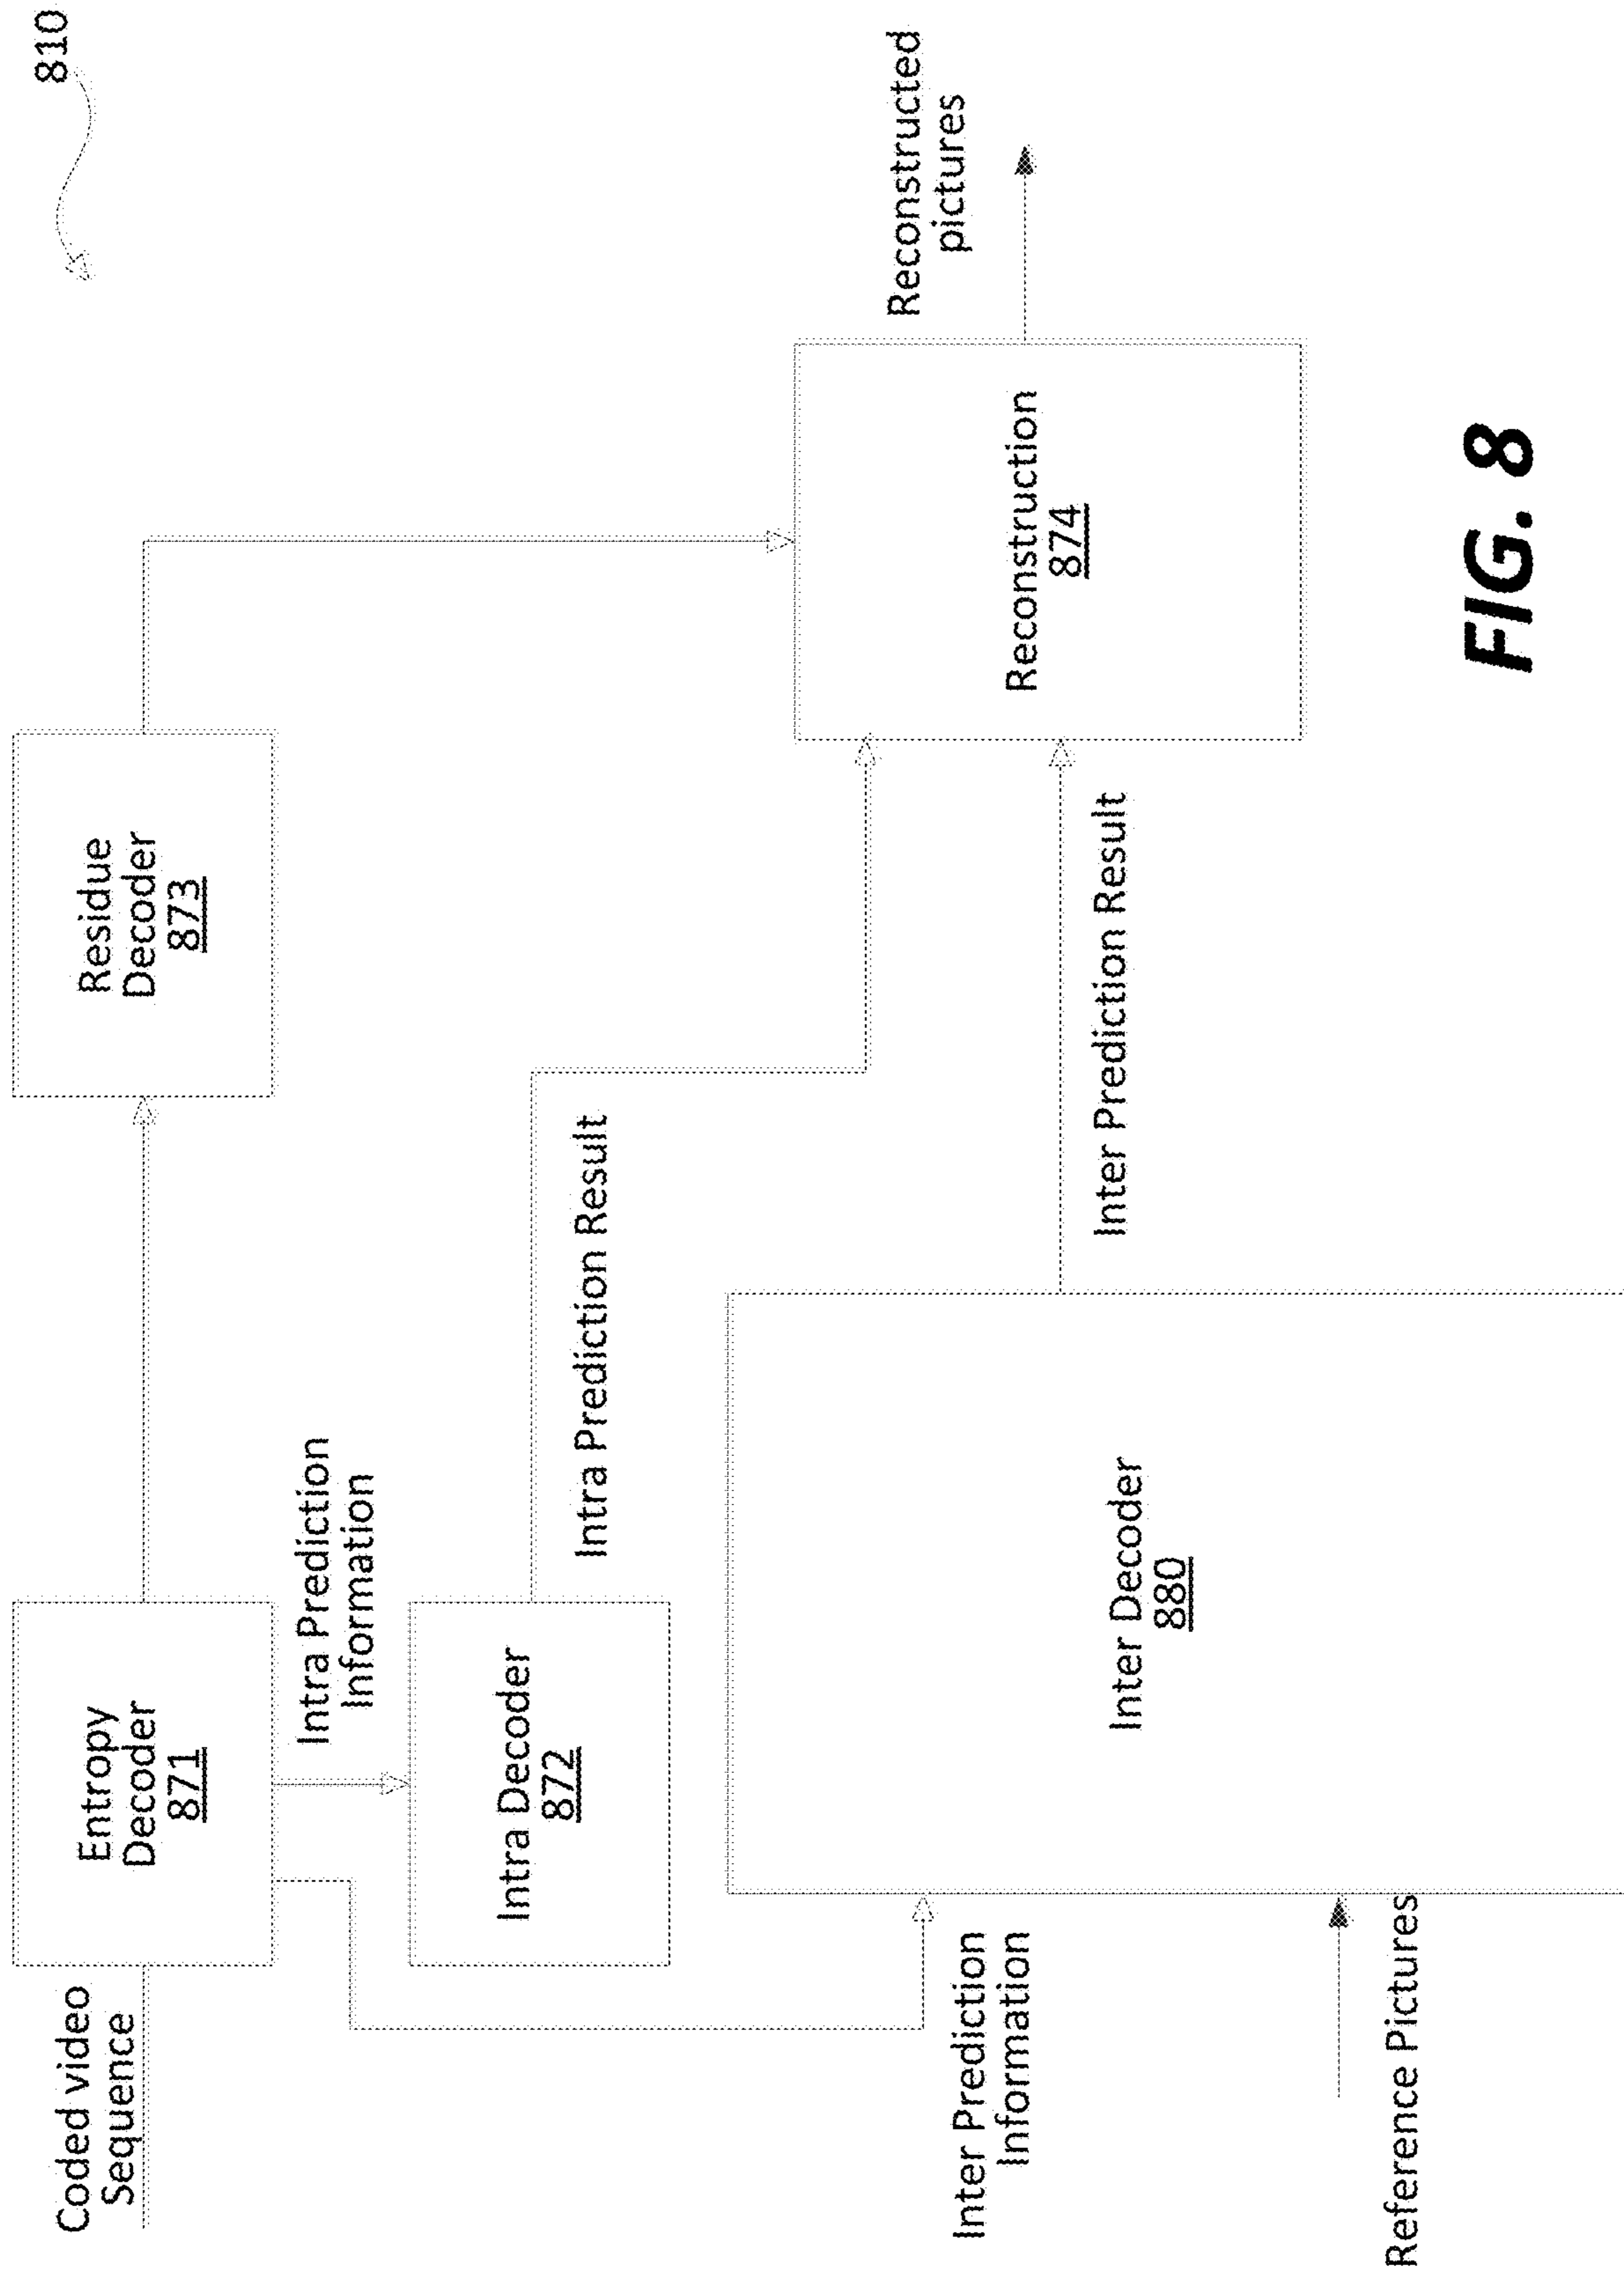 810
Coded video
Sequence
Entropy
Decoder
871
Residue
Decoder
873
Intra Prediction
Information
Intra Decoder
872
Intra Prediction Result
Inter Prediction
Information
Inter Decoder
880
Reference Pictures
Inter Prediction Result
Reconstruction
874
Reconstructed
pictures
FIG. 8